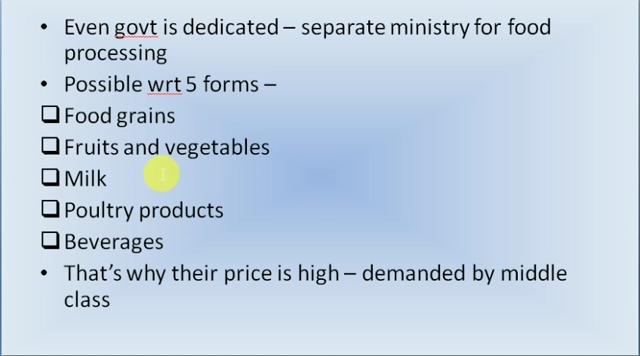 • Even govt is dedicated – separate ministry for food
processing
• Possible wrt 5 forms –
❑ Food grains
❑ Fruits and vegetables
❑ Milk
❑ Poultry products
❑ Beverages
• That's why their price is high – demanded by middle
class